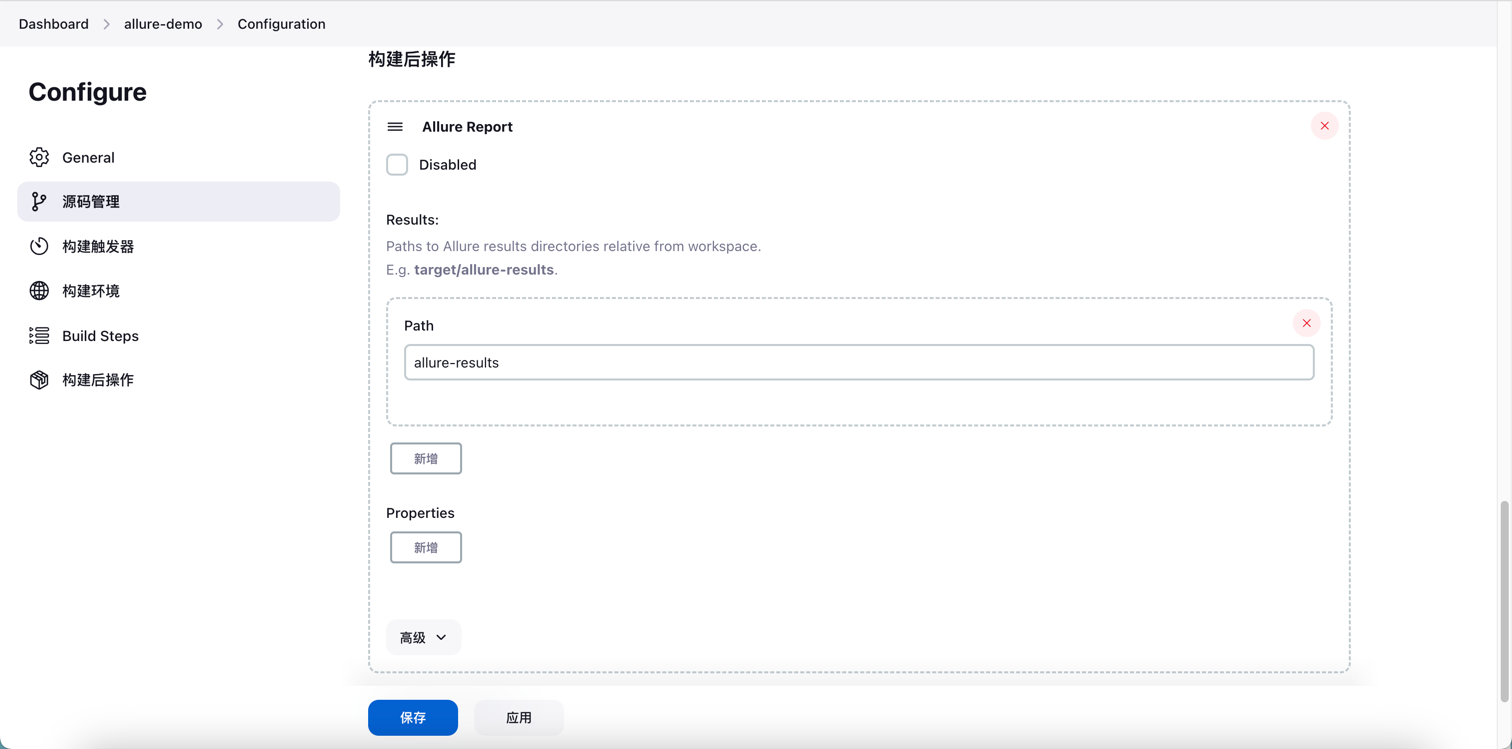 Dashboard > allure-demo > Configuration
Configure
General
源码管理
构建触发器
构建环境
Build Steps
构建后操作
构建后操作
Allure Report
Disabled
Results:
Paths to Allure results directories relative from workspace.
E.g. target/allure-results.
Path
allure-results
新增
Properties
新增
高级
保存
应用